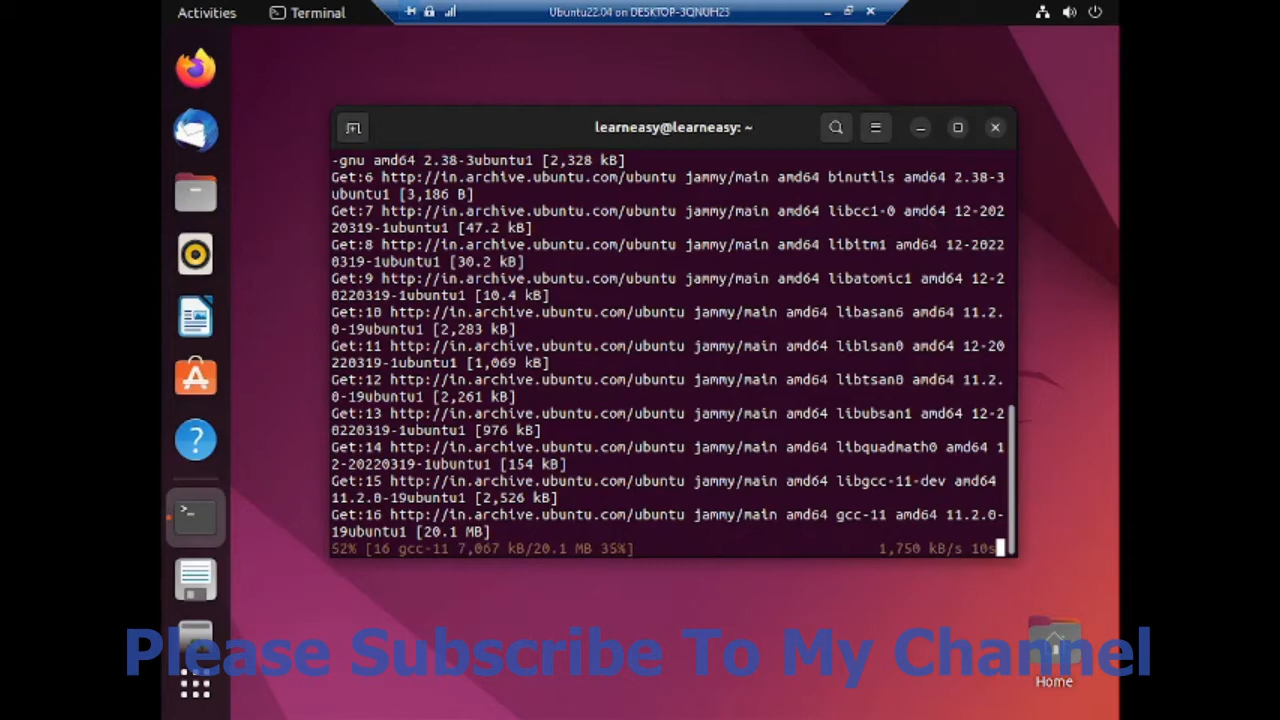 Activities
Terminal
Ubuntu22.04 on DESKTOP-3QNUH23
learneasy@learneasy: ~
-gnu amd64 2.38-3ubuntu1 [2,328 kB]
Get:6 http://in.archive.ubuntu.com/ubuntu jammy/main amd64 binutils amd64 2.38-3
ubuntu1 [3,186 B]
Get:7 http://in.archive.ubuntu.com/ubuntu jammy/main amd64 libcc1-0 amd64 12-202
20319-1ubuntu1 [47.2 kB]
Get:8 http://in.archive.ubuntu.com/ubuntu jammy/main amd64 libitm1 amd64 12-2022
0319-1ubuntu1 [30.2 kB]
Get:9 http://in.archive.ubuntu.com/ubuntu jammy/main amd64 libatomic1 amd64 12-2
0220319-1ubuntu1 [10.4 kB]
Get:10 http://in.archive.ubuntu.com/ubuntu jammy/main amd64 libasan6 amd64 11.2.
0-19ubuntu1 [2,283 kB]
Get:11 http://in.archive.ubuntu.com/ubuntu jammy/main amd64 liblsan0 amd64 12-20
220319-1ubuntu1 [1,069 kB]
Get:12 http://in.archive.ubuntu.com/ubuntu jammy/main amd64 libtsan0 amd64 11.2.
0-19ubuntu1 [2,261 kB]
Get:13 http://in.archive.ubuntu.com/ubuntu jammy/main amd64 libubsan1 amd64 12-2
0220319-1ubuntu1 [976 kB]
Get:14 http://in.archive.ubuntu.com/ubuntu jammy/main amd64 libquadmath0 amd64 1
2-20220319-1ubuntu1 [154 kB]
Get:15 http://in.archive.ubuntu.com/ubuntu jammy/main amd64 libgcc-11-dev amd64
11.2.0-19ubuntu1 [2,526 kB]
Get:16 http://in.archive.ubuntu.com/ubuntu jammy/main amd64 gcc-11 amd64 11.2.0-
19ubuntu1 [20.1 MB]
52% [16 gcc-11 7,067 kB/20.1 MB 35%] 1,750 kB/s 10s
Please Subscribe To My Channel
Home